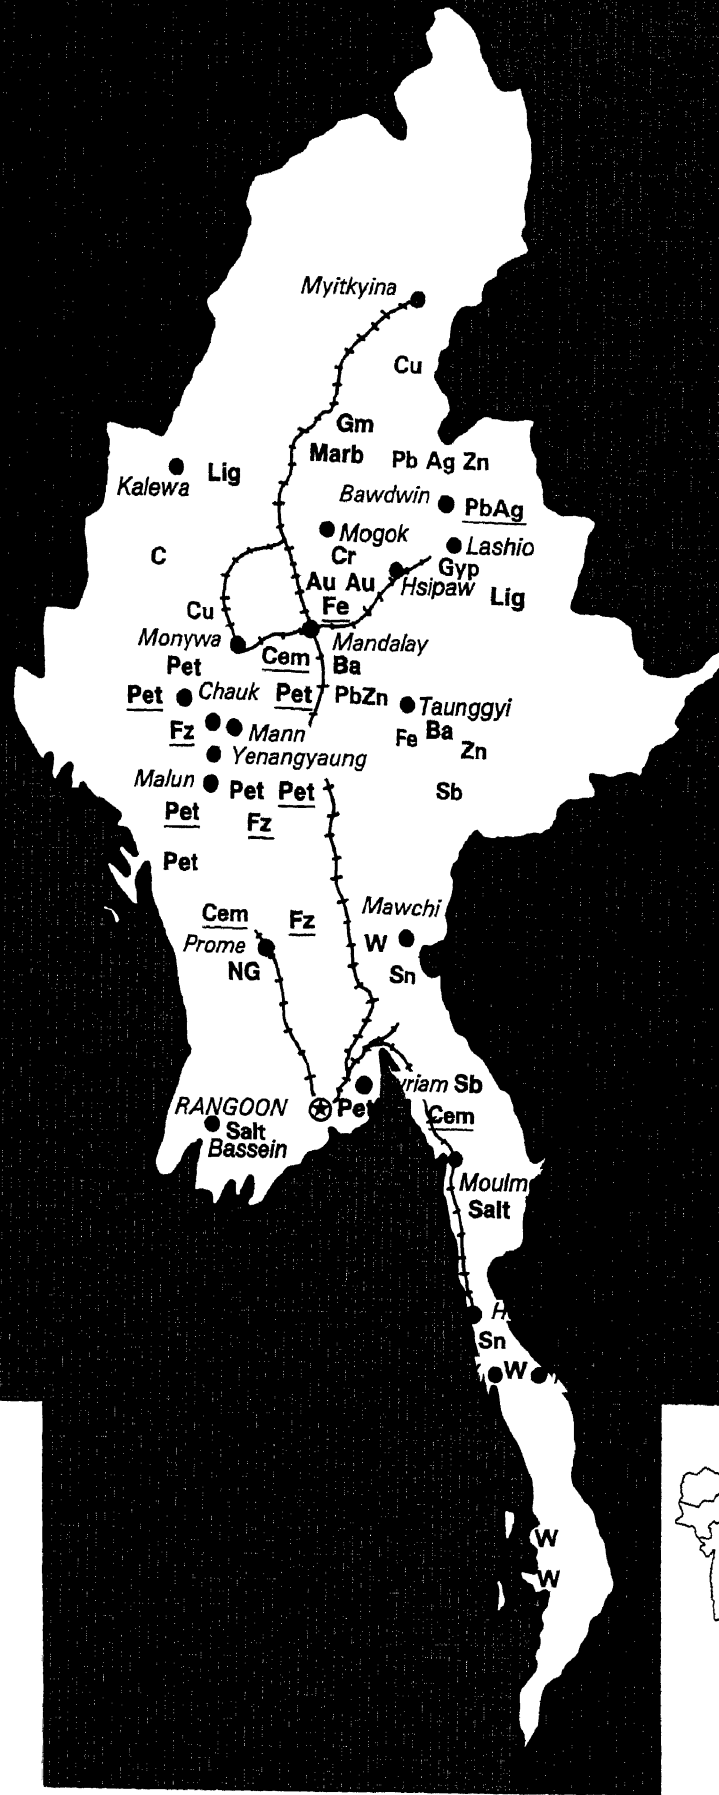 Myitkyina
Cu
Gm
Marb
Pb Ag Zn
Kalewa
Lig
Bawdwin
PbAg
Mogok
Lashio
C
Cr
Gyp
Au Au
Hsipaw
Lig
Cu
Fe
Monywa
Mandalay
Cem
Ba
Pet
Pet
Chauk
Pet
PbZn
Taunggyi
Fz
Mann
Fe
Ba
Zn
Yenangyaung
Malun
Pet
Pet
Sb
Pet
Fz
Pet
Cem
Fz
Mawchi
Prome
W
NG
Sn
yriam
Sb
RANGOON
Pet
Cem
Salt
Bassein
Moulm
Salt
H
Sn
W
W
W